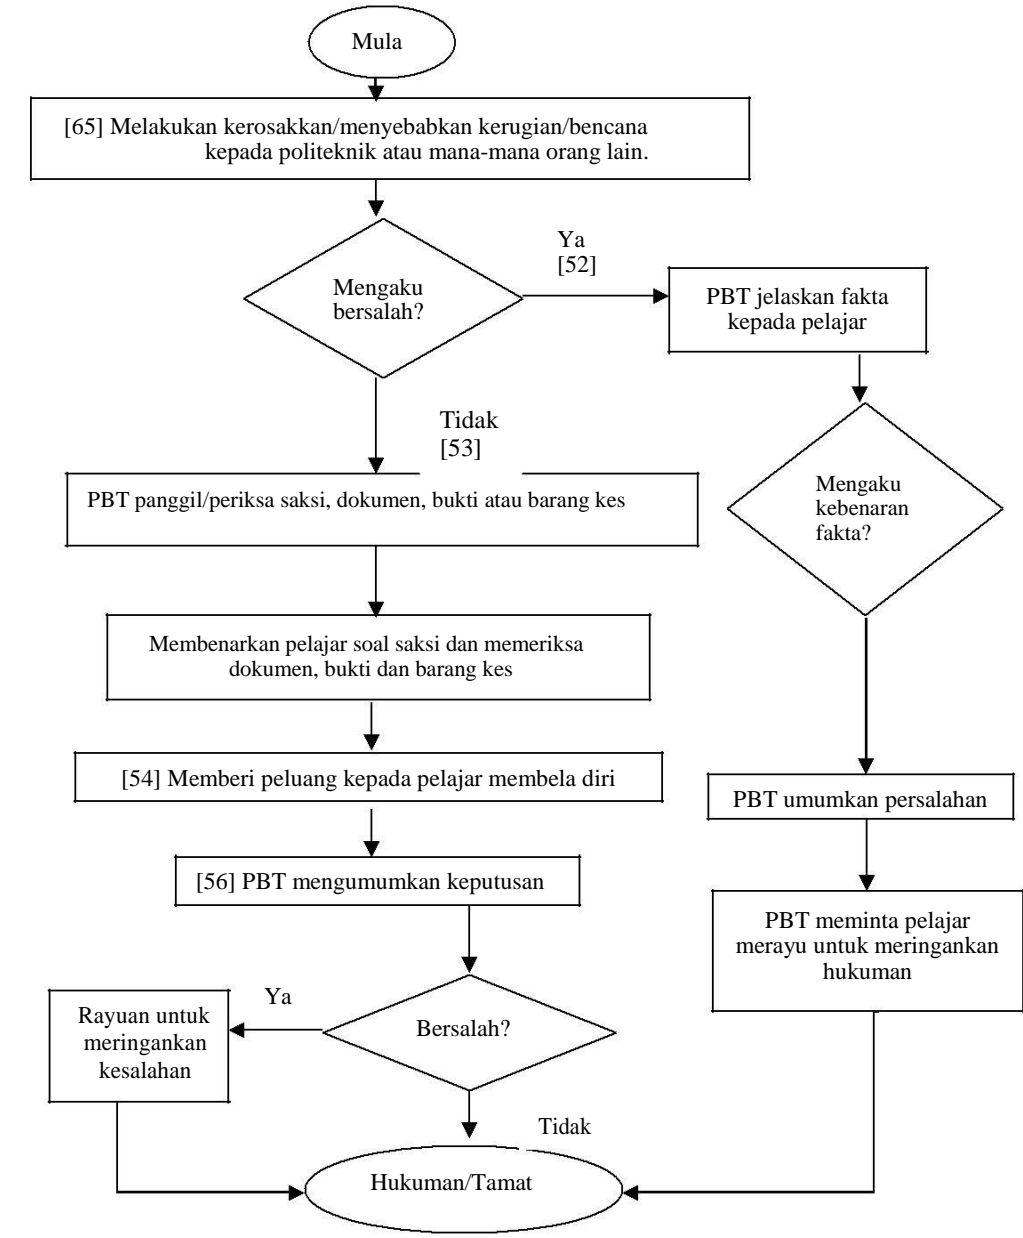 Mula
[65] Melakukan kerosakkan/menyebabkan kerugian/bencana
kepada politeknik atau mana-mana orang lain.
Mengaku
bersalah?
Ya
[52]
PBT jelaskan fakta
kepada pelajar
Tidak
[53]
Mengaku
kebenaran
fakta?
PBT panggil/periksa saksi, dokumen, bukti atau barang kes
Membenarkan pelajar soal saksi dan memeriksa
dokumen, bukti dan barang kes
[54] Memberi peluang kepada pelajar membela diri
PBT umumkan persalahan
[56] PBT mengumumkan keputusan
PBT meminta pelajar
merayu untuk meringankan
hukuman
Bersalah?
Ya
Rayuan untuk
meringankan
kesalahan
Tidak
Hukuman/Tamat